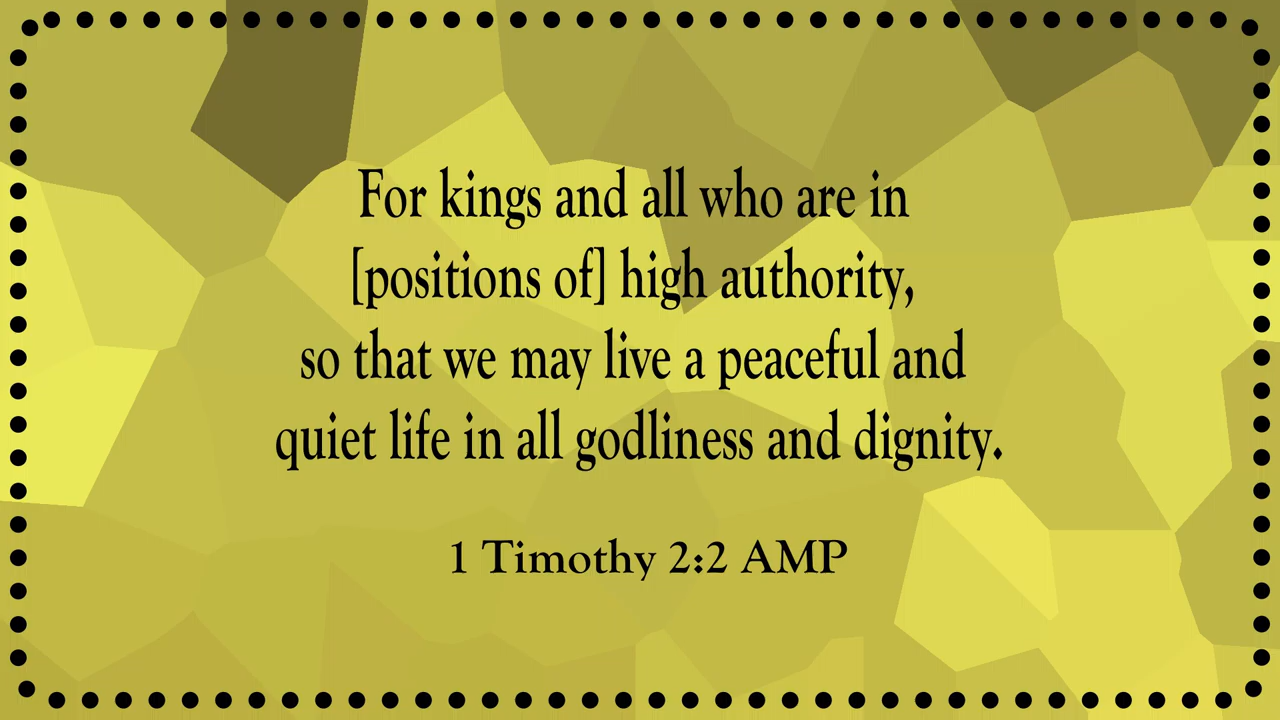 For kings and all who are in
[positions of] high authority,
so that we may live a peaceful and
quiet life in all godliness and dignity.
1 Timothy 2:2 AMP